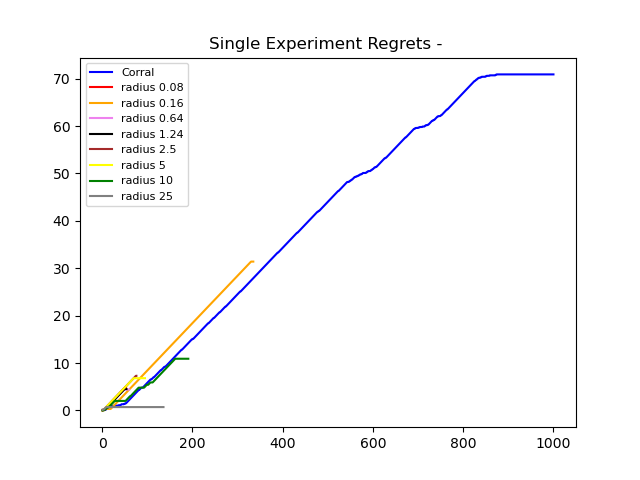 Single Experiment Regrets -
Corral
radius 0.08
radius 0.16
radius 0.64
radius 1.24
radius 2.5
radius 5
radius 10
radius 25
70
60
50
40
30
20
10
0
0 200 400 600 800 1000